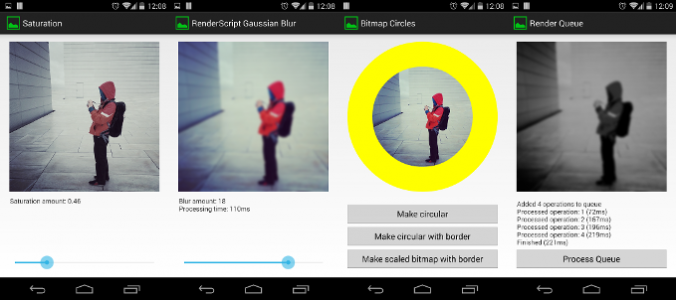 12:08
Saturation
Saturation amount: 0.46
12:08
RenderScript Gaussian Blur
Blur amount: 18
Processing time: 110ms
12:08
Bitmap Circles
Make circular
Make circular with border
Make scaled bitmap with border
12:09
Render Queue
Added 4 operations to queue
Processed operation: 1 (72ms)
Processed operation: 2 (167ms)
Processed operation: 3 (196ms)
Processed operation: 4 (219ms)
Finished (221ms)
Process Queue